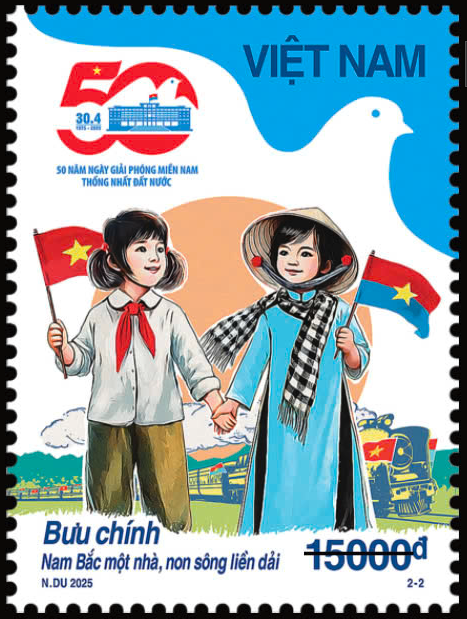 VIỆT NAM
50
30.4
1975 - 2025
50 NĂM NGÀY GIẢI PHÓNG MIỀN NAM
THỐNG NHẤT ĐẤT NƯỚC
Bưu chính
Nam Bắc một nhà, non sông liền dải
15000đ
N.DU 2025
2-2